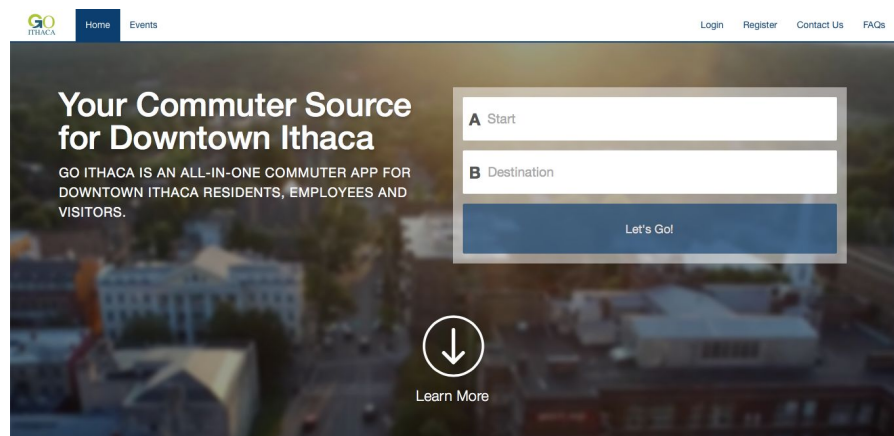 GO
ITHACA
Home
Events
Login
Register
Contact Us
FAQs
Your Commuter Source
for Downtown Ithaca
GO ITHACA IS AN ALL-IN-ONE COMMUTER APP FOR
DOWNTOWN ITHACA RESIDENTS, EMPLOYEES AND
VISITORS.
A Start
B Destination
Let's Go!
Learn More